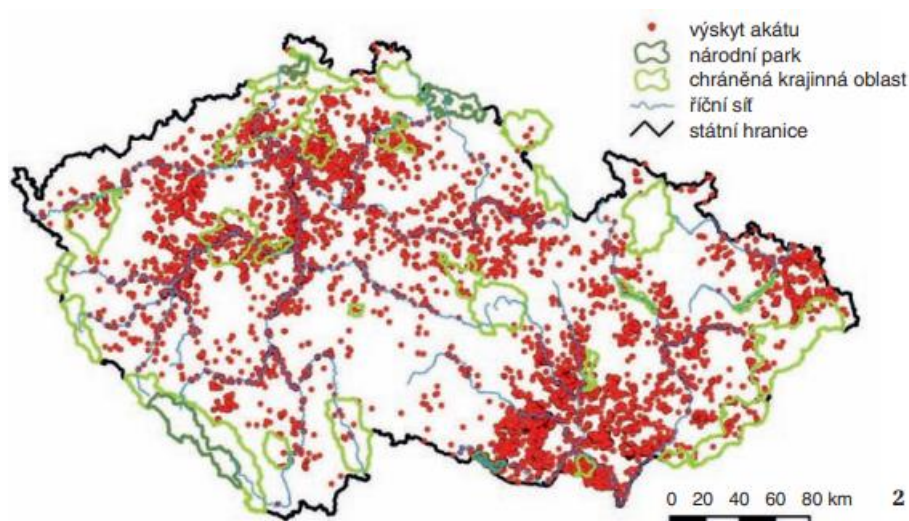 výskyt akátu
národní park
chráněná krajinná oblast
říční síť
státní hranice
0 20 40 60 80 km
2